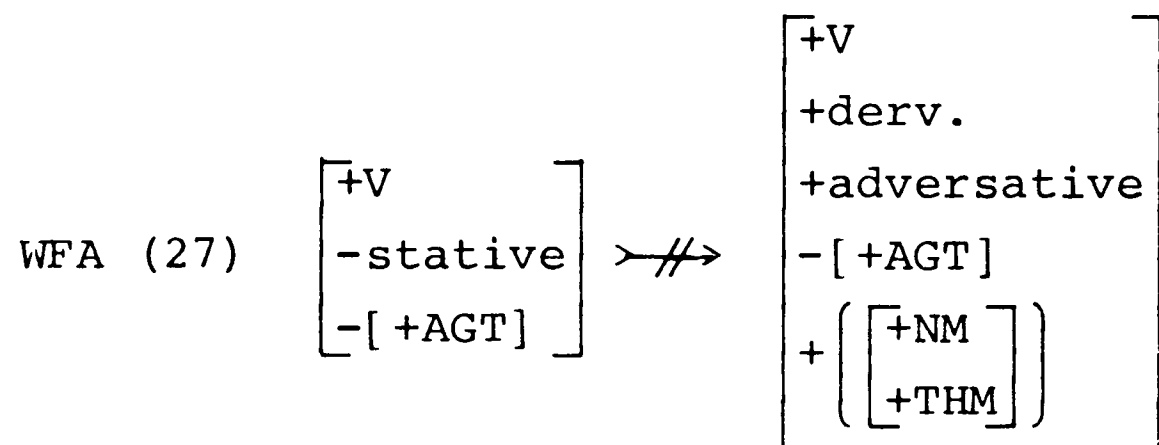 WFA (27)
+V
-stative
-[+AGT]
>-//->
+V
+derv.
+adversative
-[+AGT]
+([+NM
+THM])